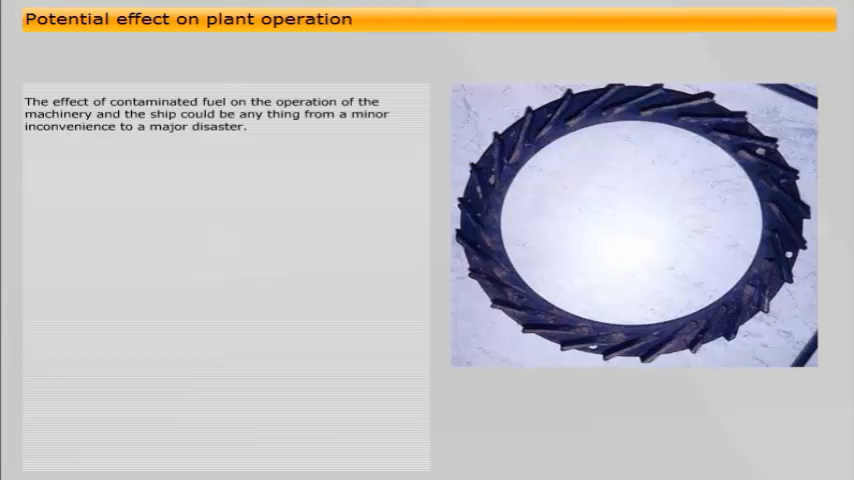 Potential effect on plant operation
The effect of contaminated fuel on the operation of the
machinery and the ship could be any thing from a minor
inconvenience to a major disaster.